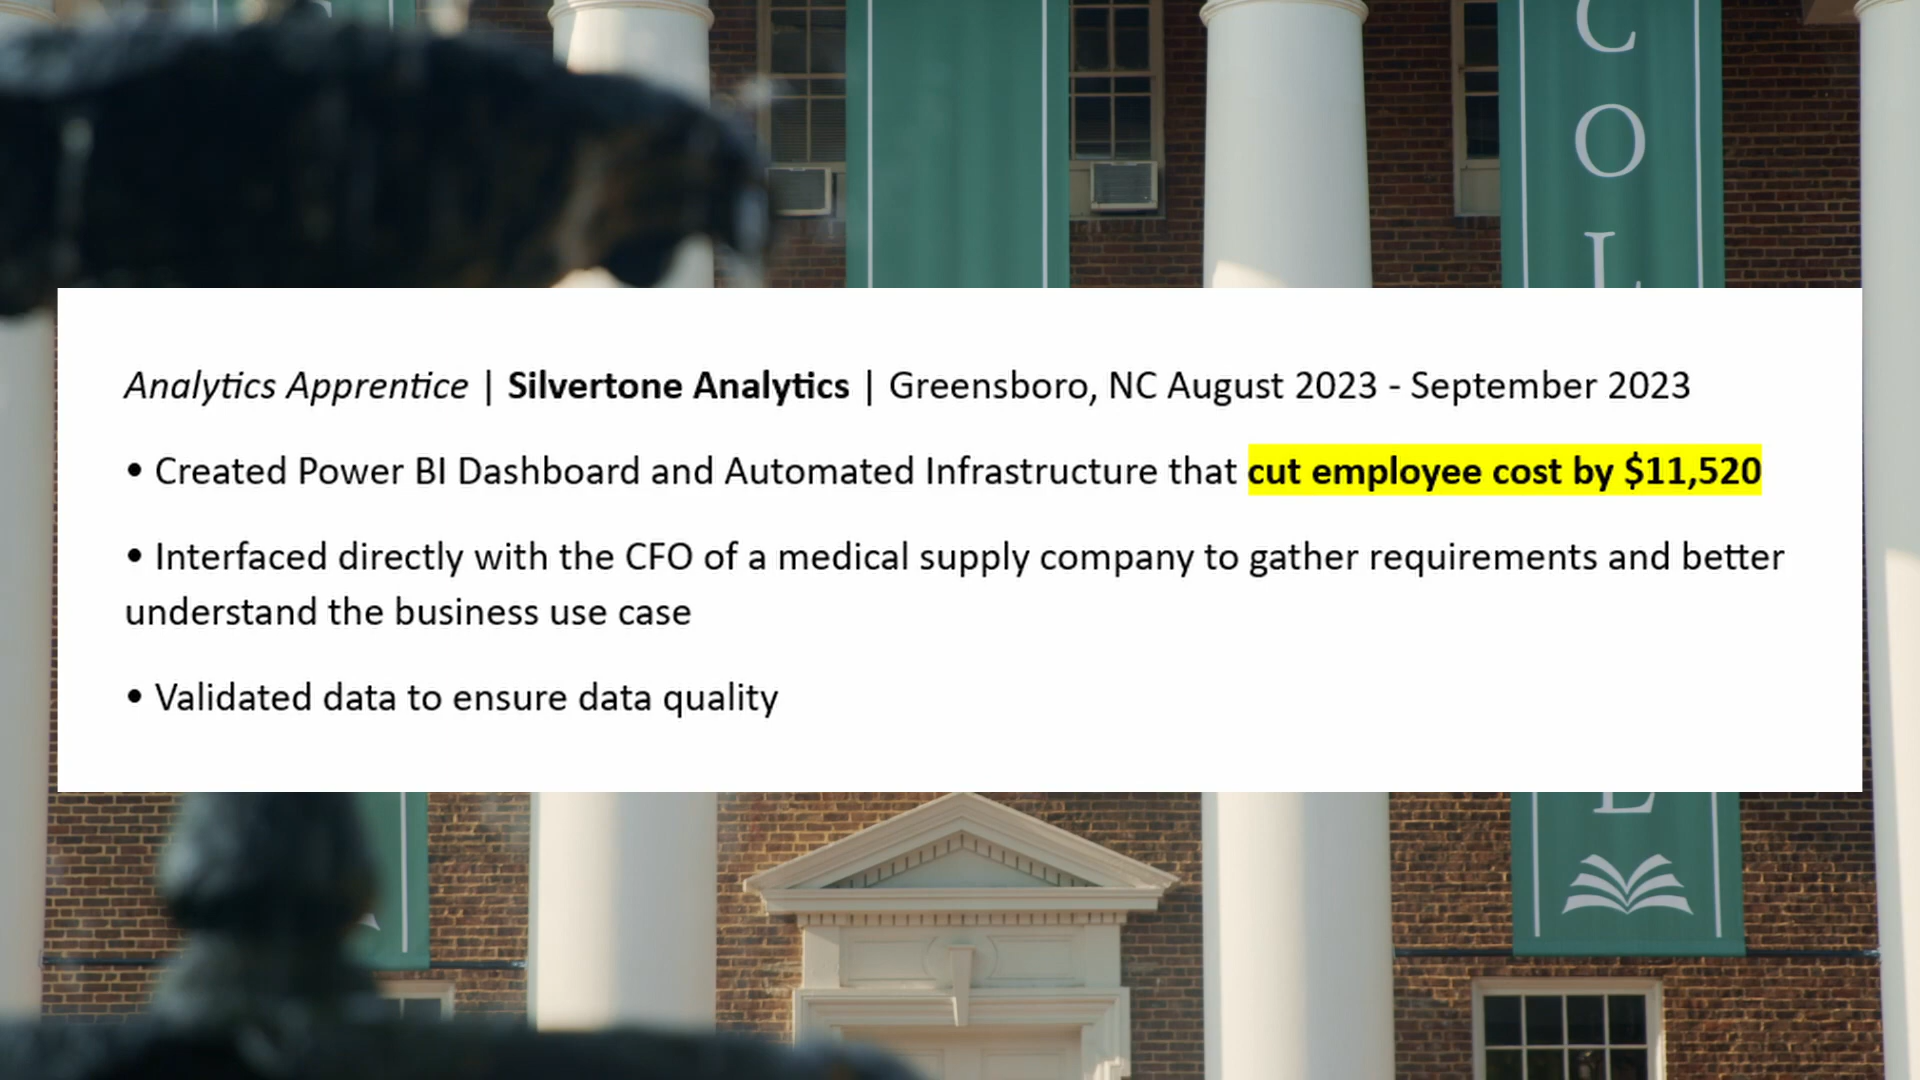 C
O
L
Analytics Apprentice | Silvertone Analytics | Greensboro, NC August 2023 - September 2023
• Created Power BI Dashboard and Automated Infrastructure that cut employee cost by $11,520
• Interfaced directly with the CFO of a medical supply company to gather requirements and better
understand the business use case
• Validated data to ensure data quality
E